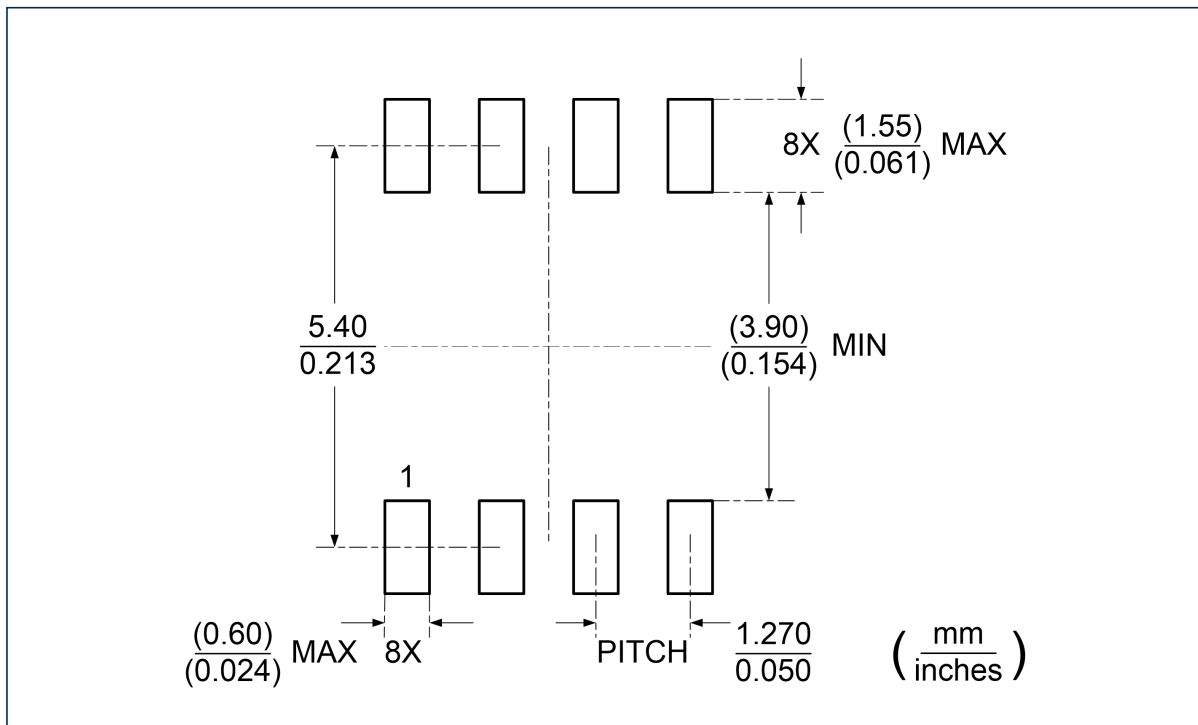 8X (1.55) MAX
(0.061)
5.40
0.213
(3.90) MIN
(0.154)
1
(0.60) MAX 8X
(0.024)
PITCH 1.270
0.050
(mm
inches)